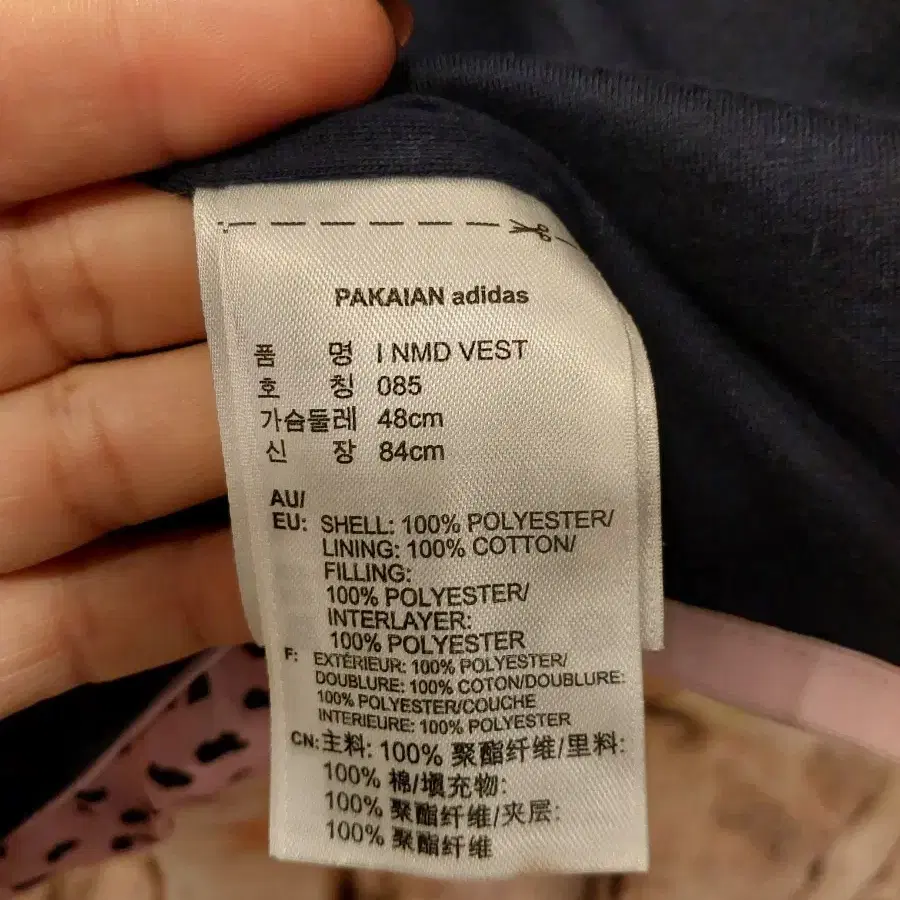 PAKAIAN adidas
품 명 I NMD VEST
호 칭 085
가슴둘레 48cm
신 장 84cm
AU/
EU: SHELL: 100% POLYESTER/
LINING: 100% COTTON/
FILLING:
100% POLYESTER/
INTERLAYER:
100% POLYESTER
F: EXTÉRIEUR: 100% POLYESTER/
DOUBLURE: 100% COTON/DOUBLURE:
100% POLYESTER/COUCHE
INTERIEURE: 100% POLYESTER
CN: 主料: 100% 聚酯纤维/里料:
100% 棉/填充物:
100% 聚酯纤维/夹层:
100% 聚酯纤维